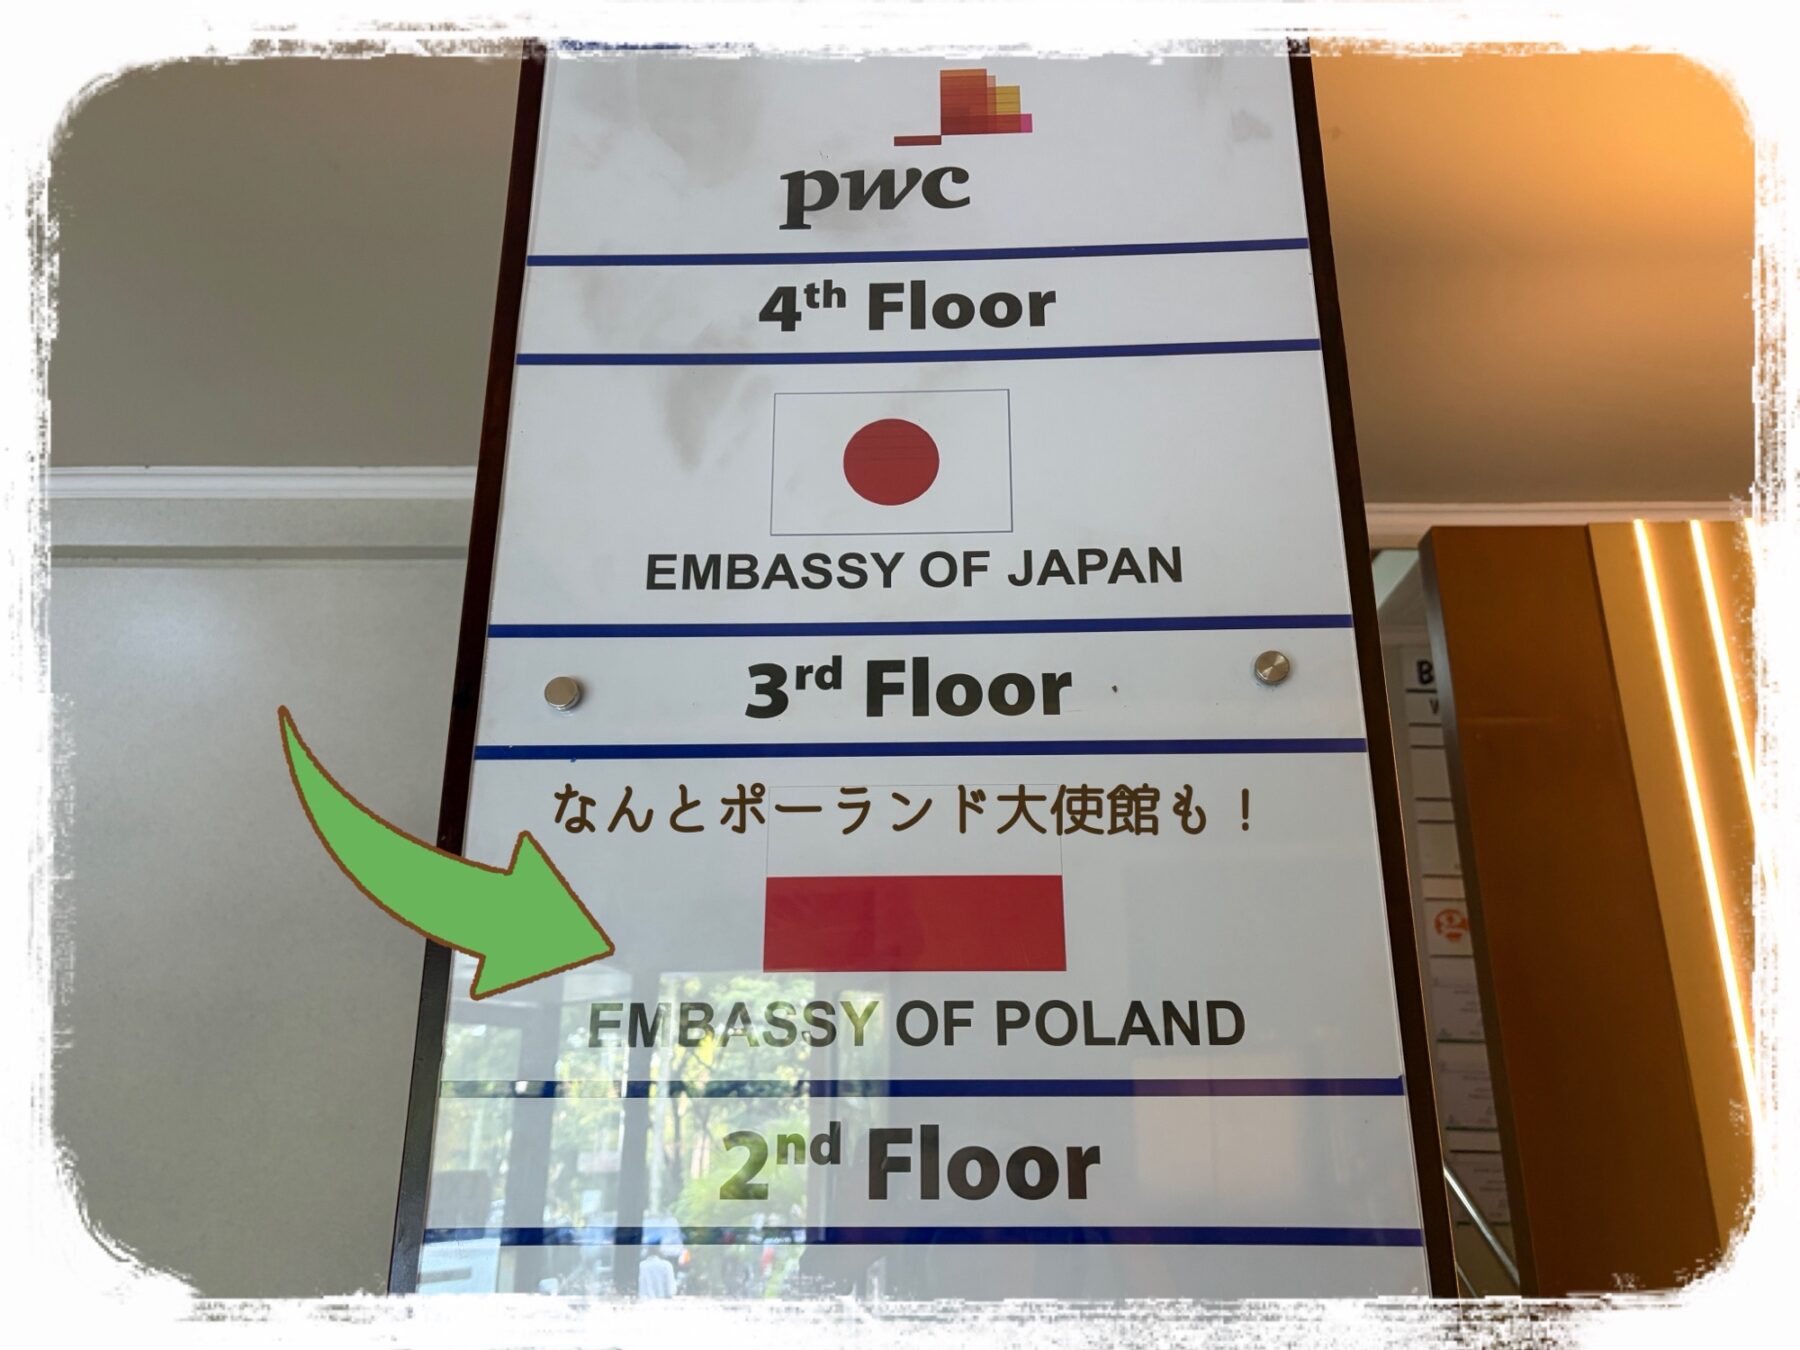 pwc
4th Floor
EMBASSY OF JAPAN
3rd Floor
なんとポーランド大使館も！
EMBASSY OF POLAND
2nd Floor